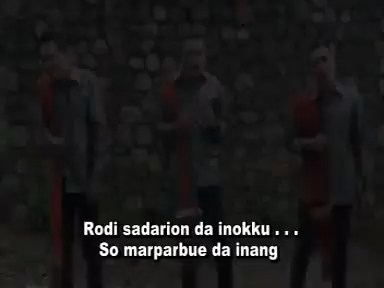 Rodi sadarion da inokku . . .
So marparbue da inang